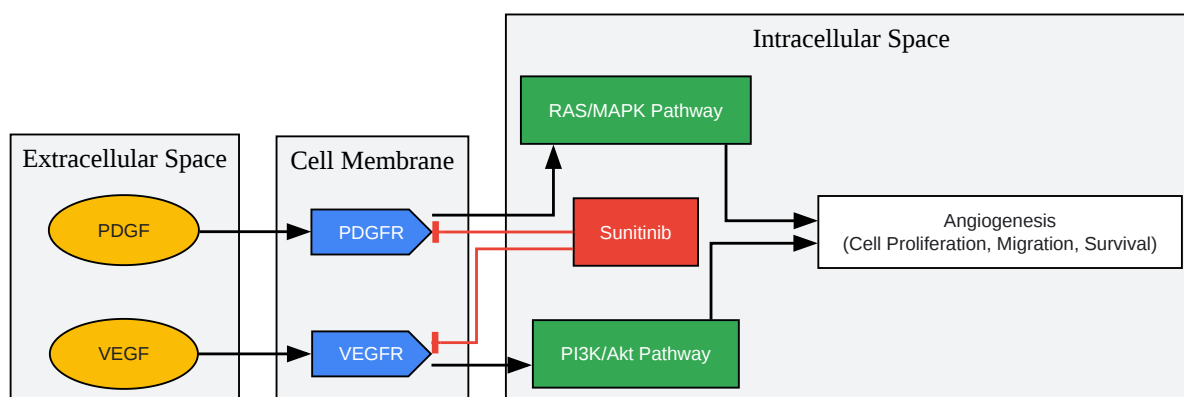 Extracellular Space
PDGF
VEGF
Cell Membrane
PDGFR
VEGFR
Intracellular Space
RAS/MAPK Pathway
Sunitinib
PI3K/Akt Pathway
Angiogenesis
(Cell Proliferation, Migration, Survival)